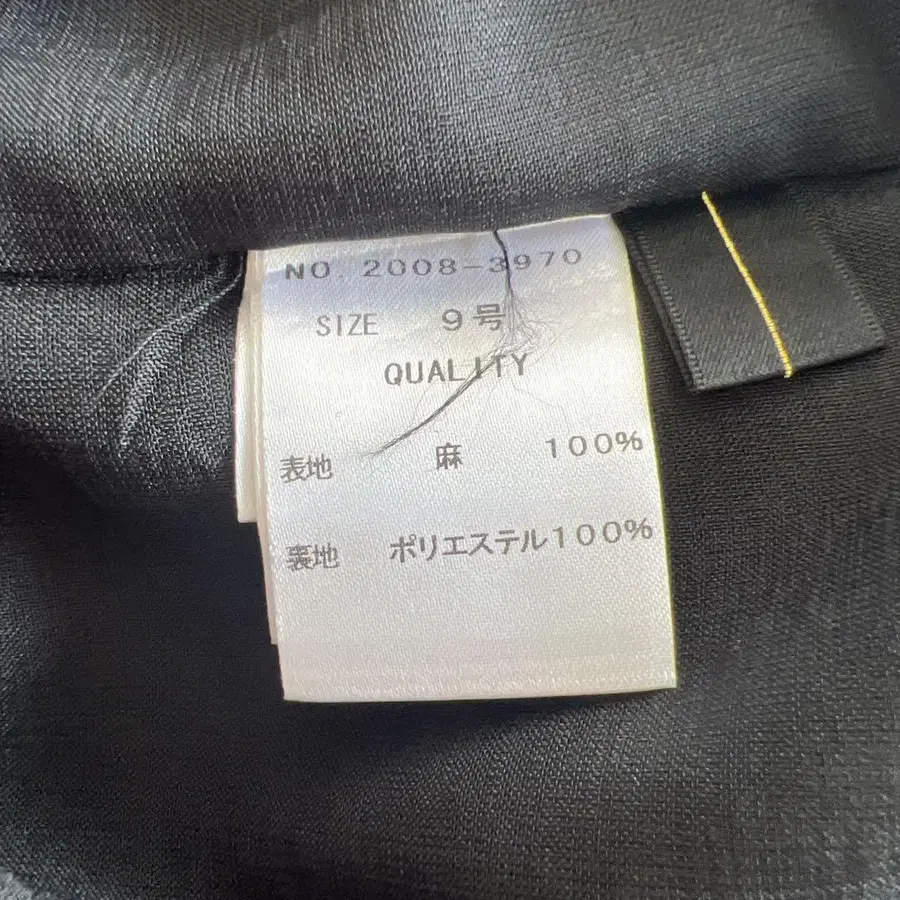 NO. 2008-3970
SIZE 9号
QUALITY
表地 麻 100%
裏地 ポリエステル100%